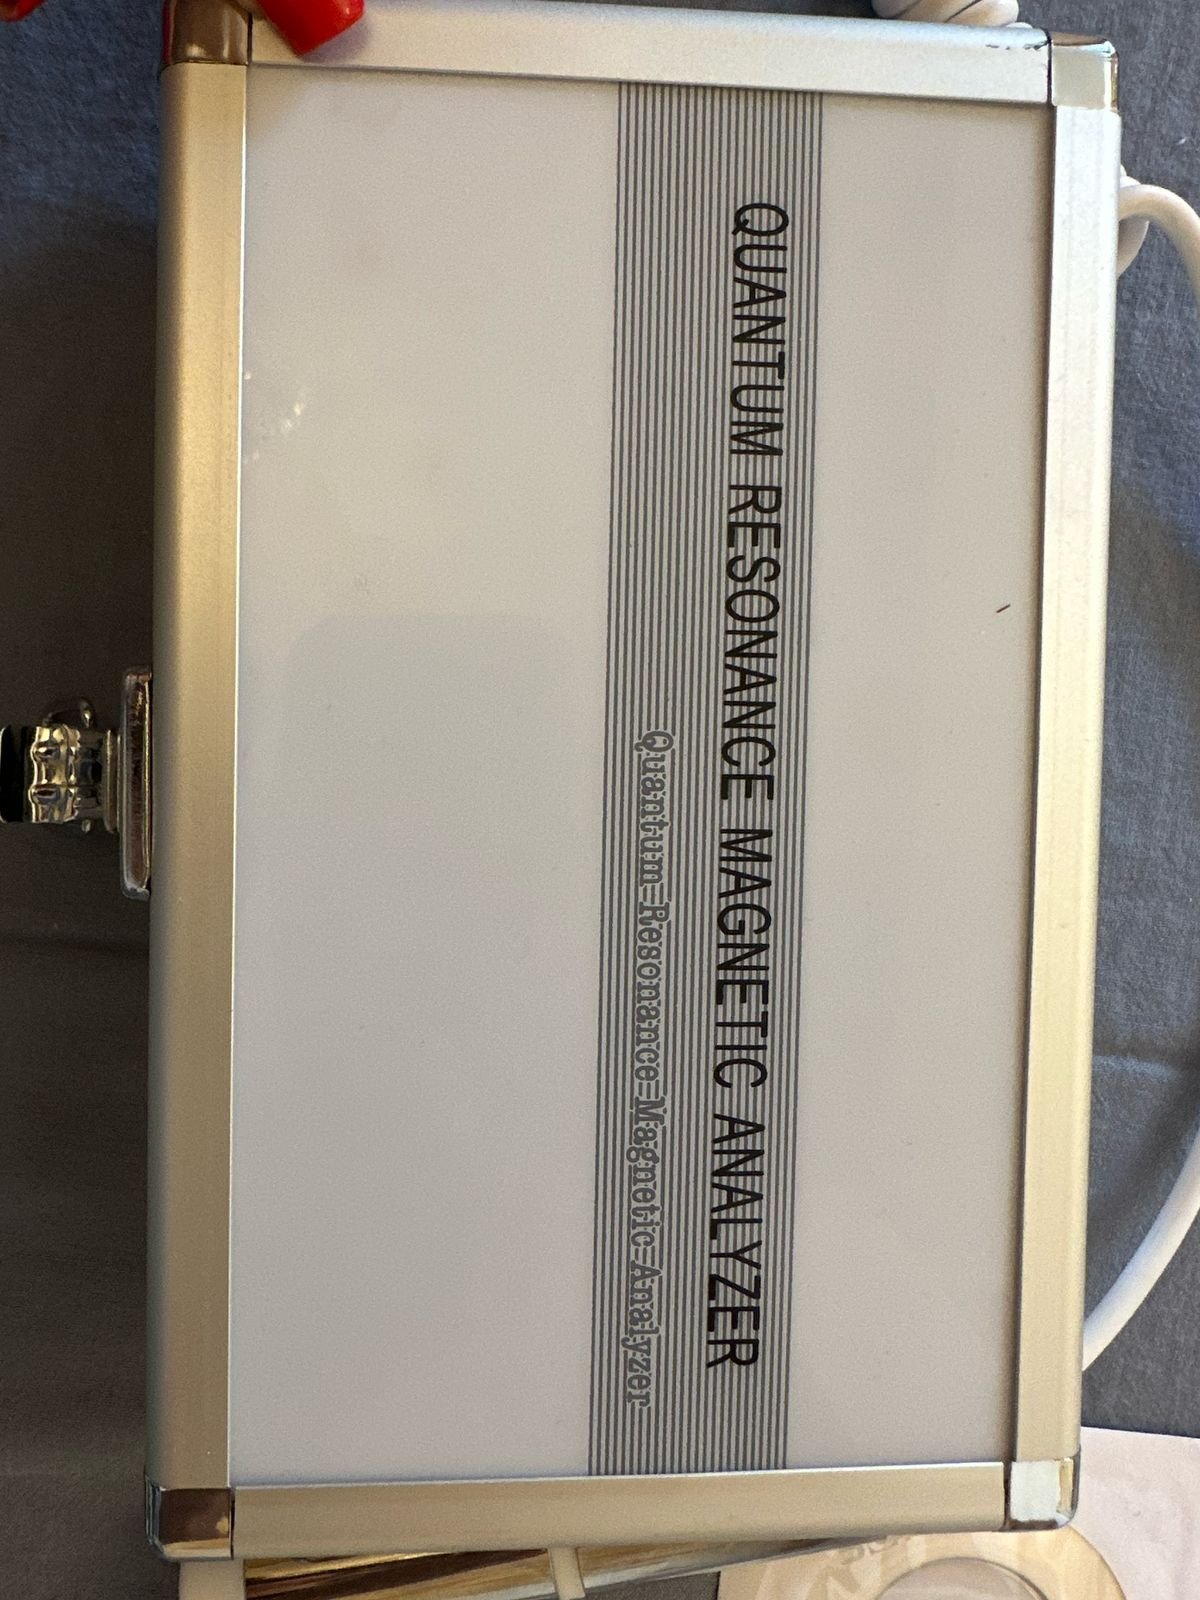 QUANTUM RESONANCE MAGNETIC ANALYZER
Quantum-Resonance-Magnetic-Analyzer